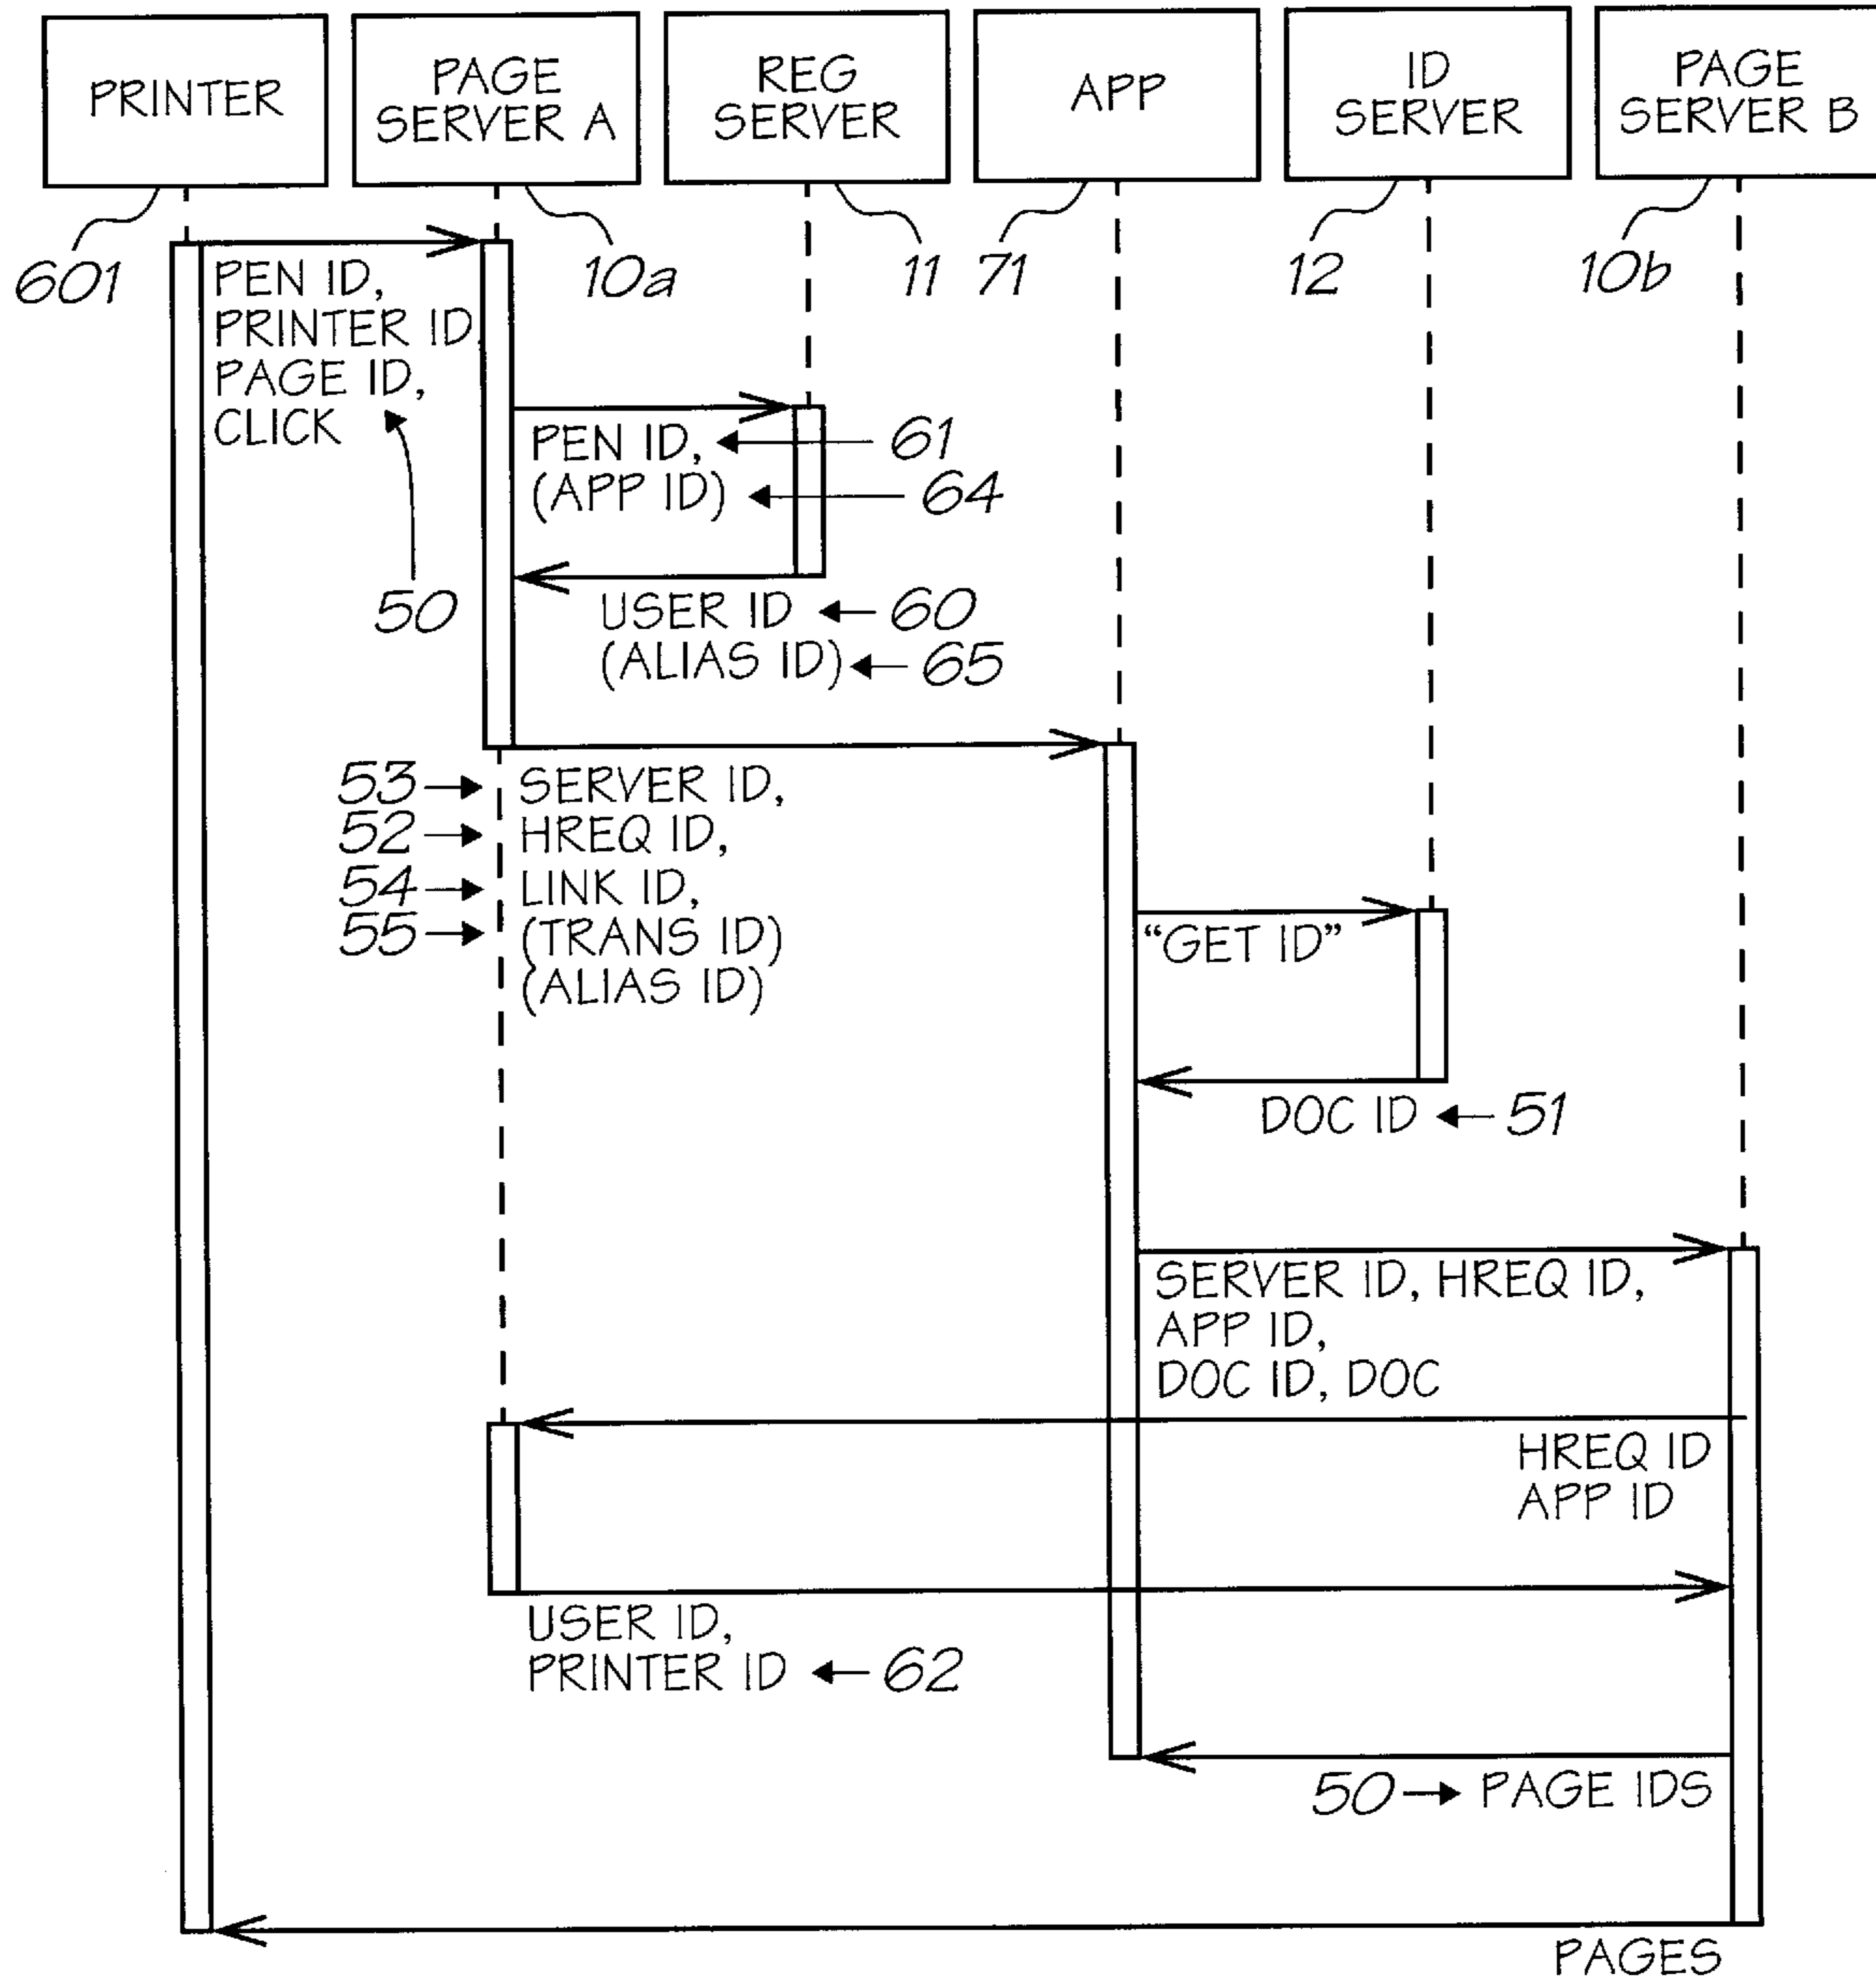 PRINTER
PAGE
SERVER A
REG
SERVER
APP
ID
SERVER
PAGE
SERVER B
601
10a
11
71
12
10b
PEN ID,
PRINTER ID,
PAGE ID,
CLICK
50
PEN ID,
61
(APP ID)
64
USER ID
60
(ALIAS ID)
65
53
SERVER ID,
52
HREQ ID,
54
LINK ID,
55
(TRANS ID)
(ALIAS ID)
“GET ID”
DOC ID
51
SERVER ID, HREQ ID,
APP ID,
DOC ID, DOC
HREQ ID
APP ID
USER ID,
PRINTER ID
62
50
PAGE IDS
PAGES